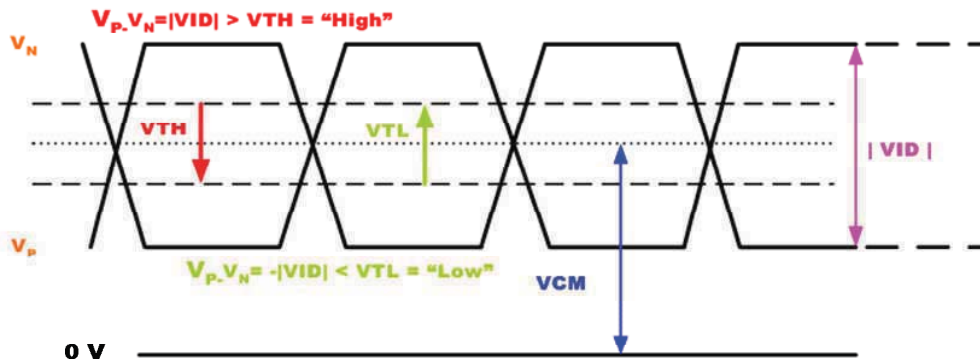 VP-VN=|VID| > VTH = “High”
VN
VTH
VTL
| VID |
VP
VP-VN= -|VID| < VTL = “Low”
VCM
0 V